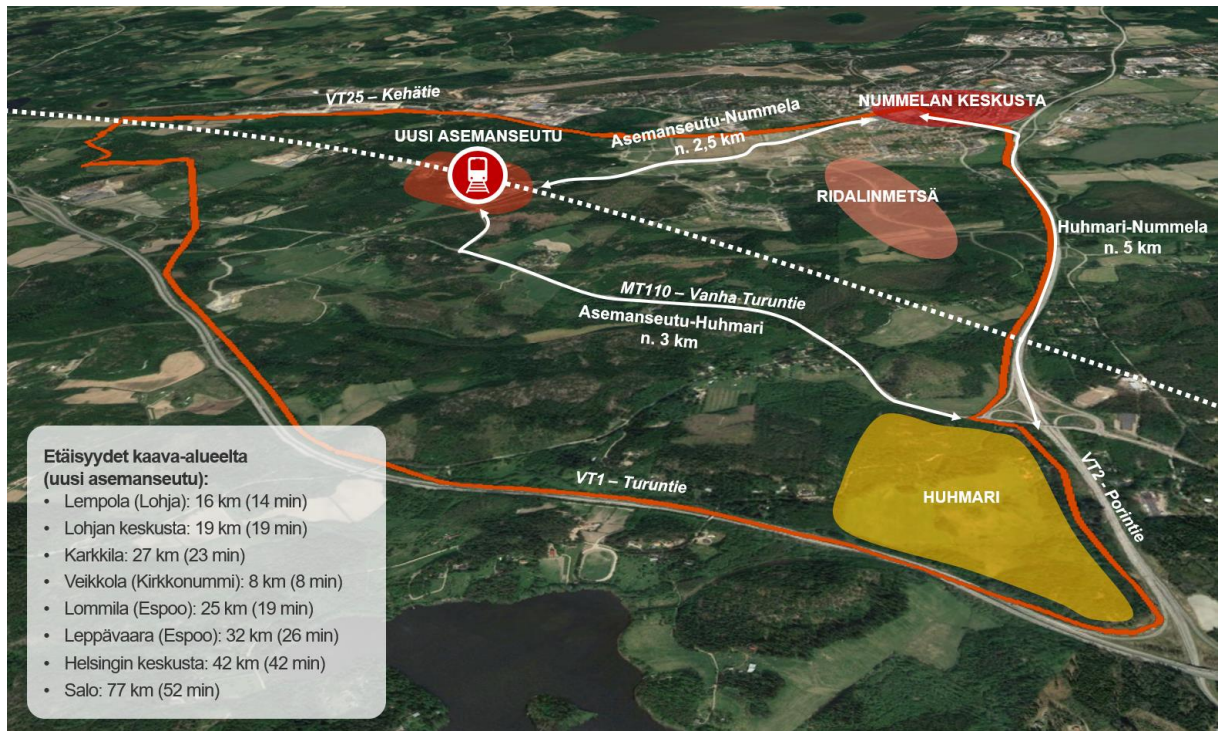 VT25 – Kehätie
NUMMELAN KESKUSTA
UUSI ASEMANSEUTU
Asemanseutu-Nummela
n. 2,5 km
RIDALINMETSÄ
Huhmari-Nummela
n. 5 km
MT110 – Vanha Turuntie
Asemanseutu-Huhmari
n. 3 km
VT1 – Turuntie
HUHMARI
VT2 - Porintie
Etäisyydet kaava-alueelta
(uusi asemanseutu):
• Lempola (Lohja): 16 km (14 min)
• Lohjan keskusta: 19 km (19 min)
• Karkkila: 27 km (23 min)
• Veikkola (Kirkkonummi): 8 km (8 min)
• Lommila (Espoo): 25 km (19 min)
• Leppävaara (Espoo): 32 km (26 min)
• Helsingin keskusta: 42 km (42 min)
• Salo: 77 km (52 min)